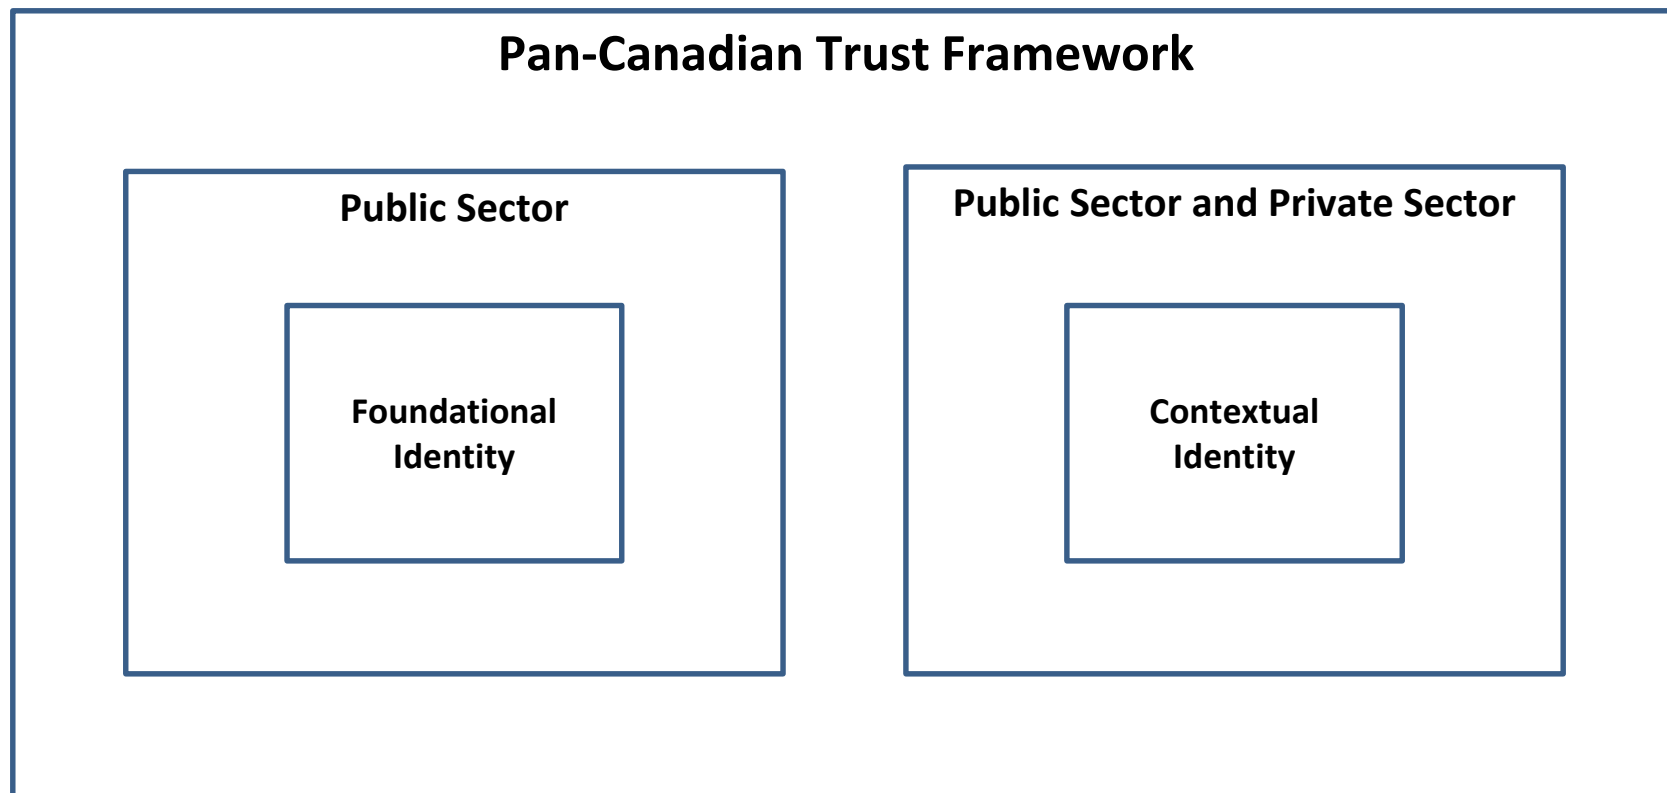 Pan-Canadian Trust Framework
Public Sector
Foundational
Identity
Public Sector and Private Sector
Contextual
Identity